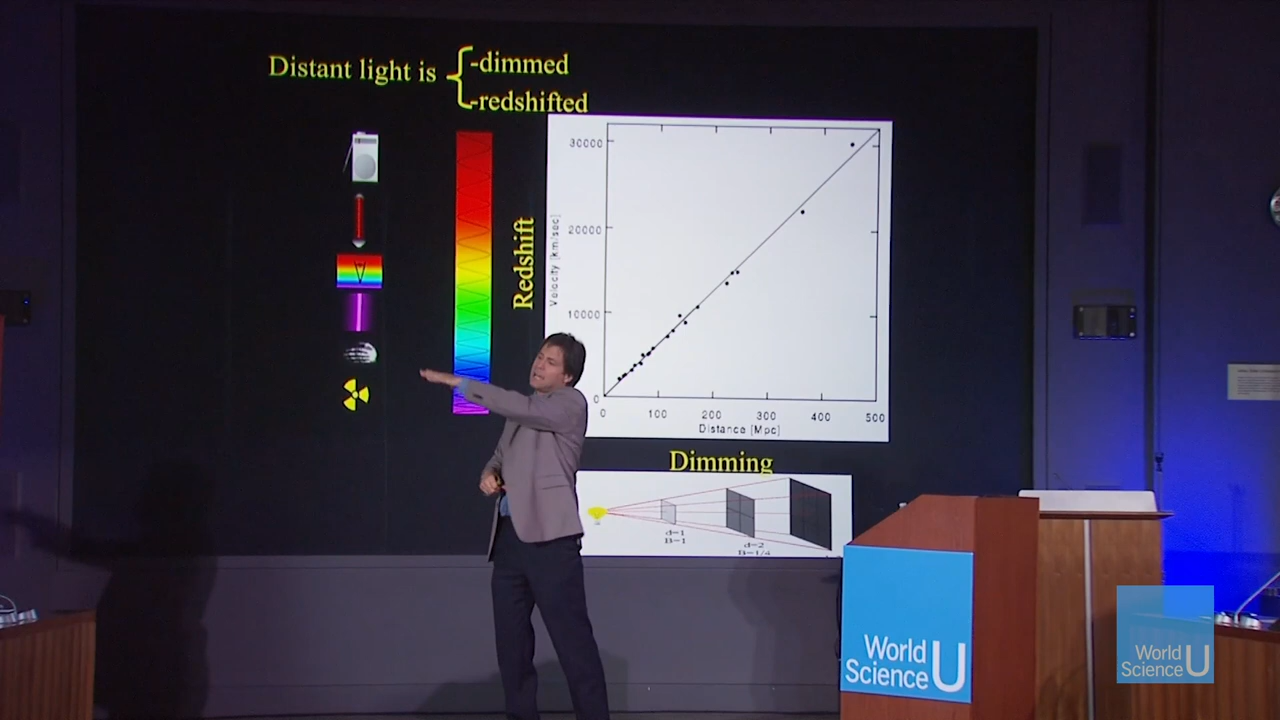 Distant light is
-dimmed
-redshifted
Redshift
Velocity [km/sec]
30000
20000
10000
0
0 100 200 300 400 500
Distance [Mpc]
Dimming
d=1
B=1
d=2
B=1/4
World
Science U
World
Science U